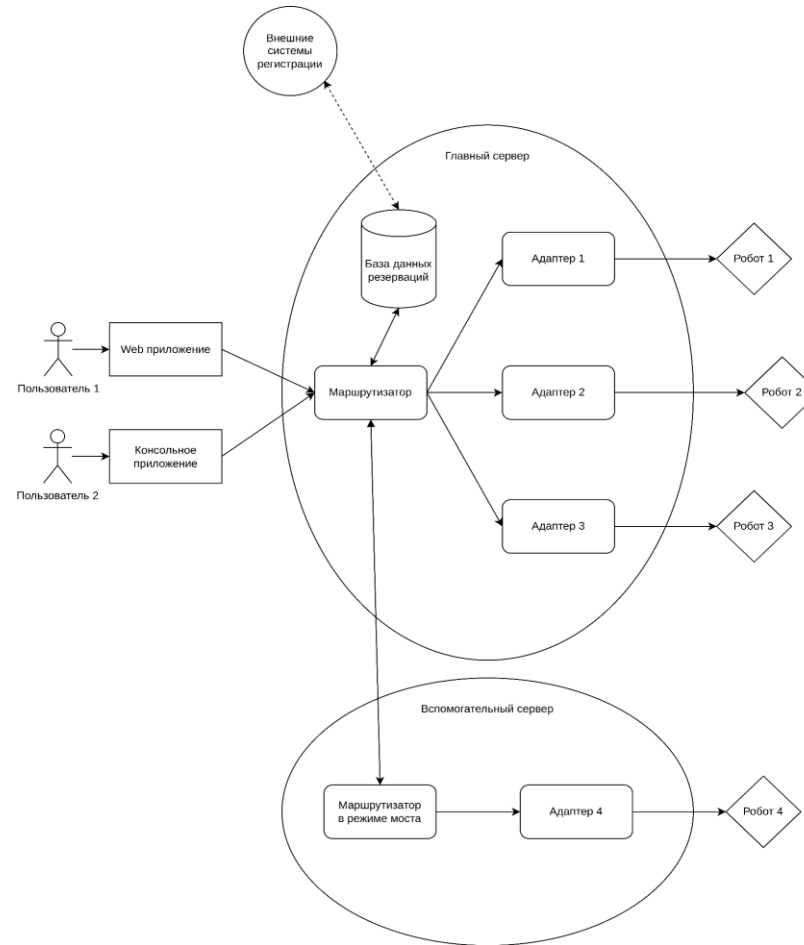 Внешние
системы
регистрации
Главный сервер
База данных
резерваций
Адаптер 1
Робот 1
Web приложение
Пользователь 1
Маршрутизатор
Адаптер 2
Робот 2
Консольное
приложение
Пользователь 2
Адаптер 3
Робот 3
Вспомогательный сервер
Маршрутизатор
в режиме моста
Адаптер 4
Робот 4